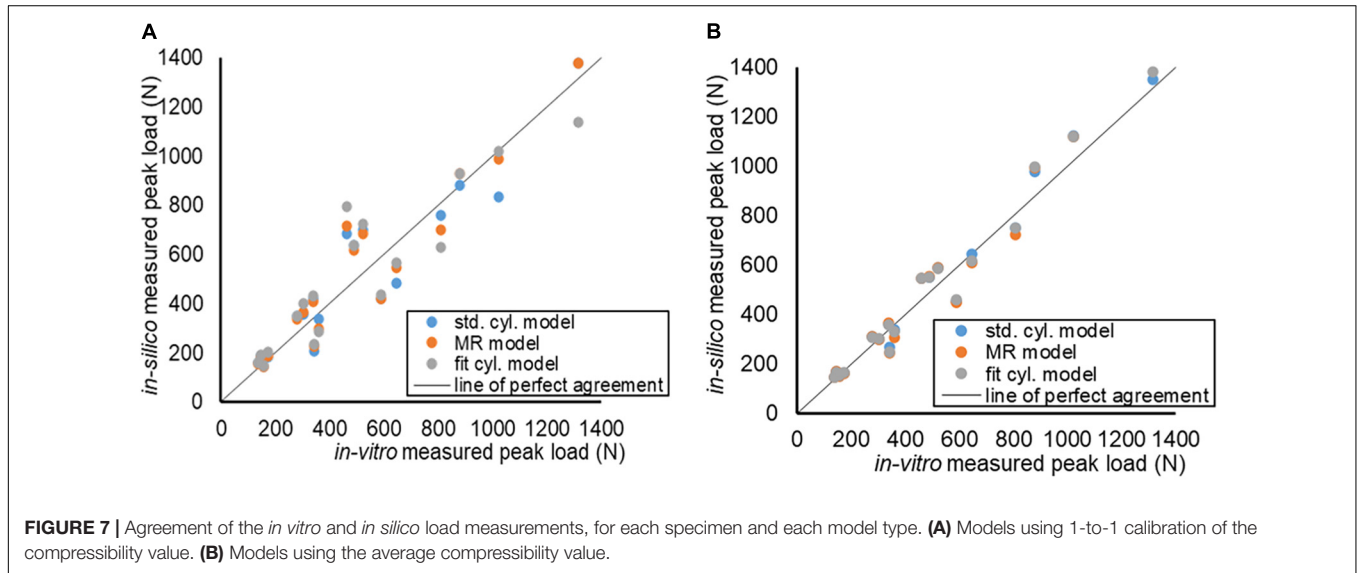 A
1400
1200
1000
800
600
400
200
0
in-silico measured peak load (N)
std. cyl. model
MR model
fit cyl. model
line of perfect agreement
0 200 400 600 800 1000 1200 1400
in-vitro measured peak load (N)
B
1400
1200
1000
800
600
400
200
0
in-silico measured peak load (N)
std. cyl. model
MR model
fit cyl. model
line of perfect agreement
0 200 400 600 800 1000 1200 1400
in-vitro measured peak load (N)
FIGURE 7 | Agreement of the in vitro and in silico load measurements, for each specimen and each model type. (A) Models using 1-to-1 calibration of the
compressibility value. (B) Models using the average compressibility value.